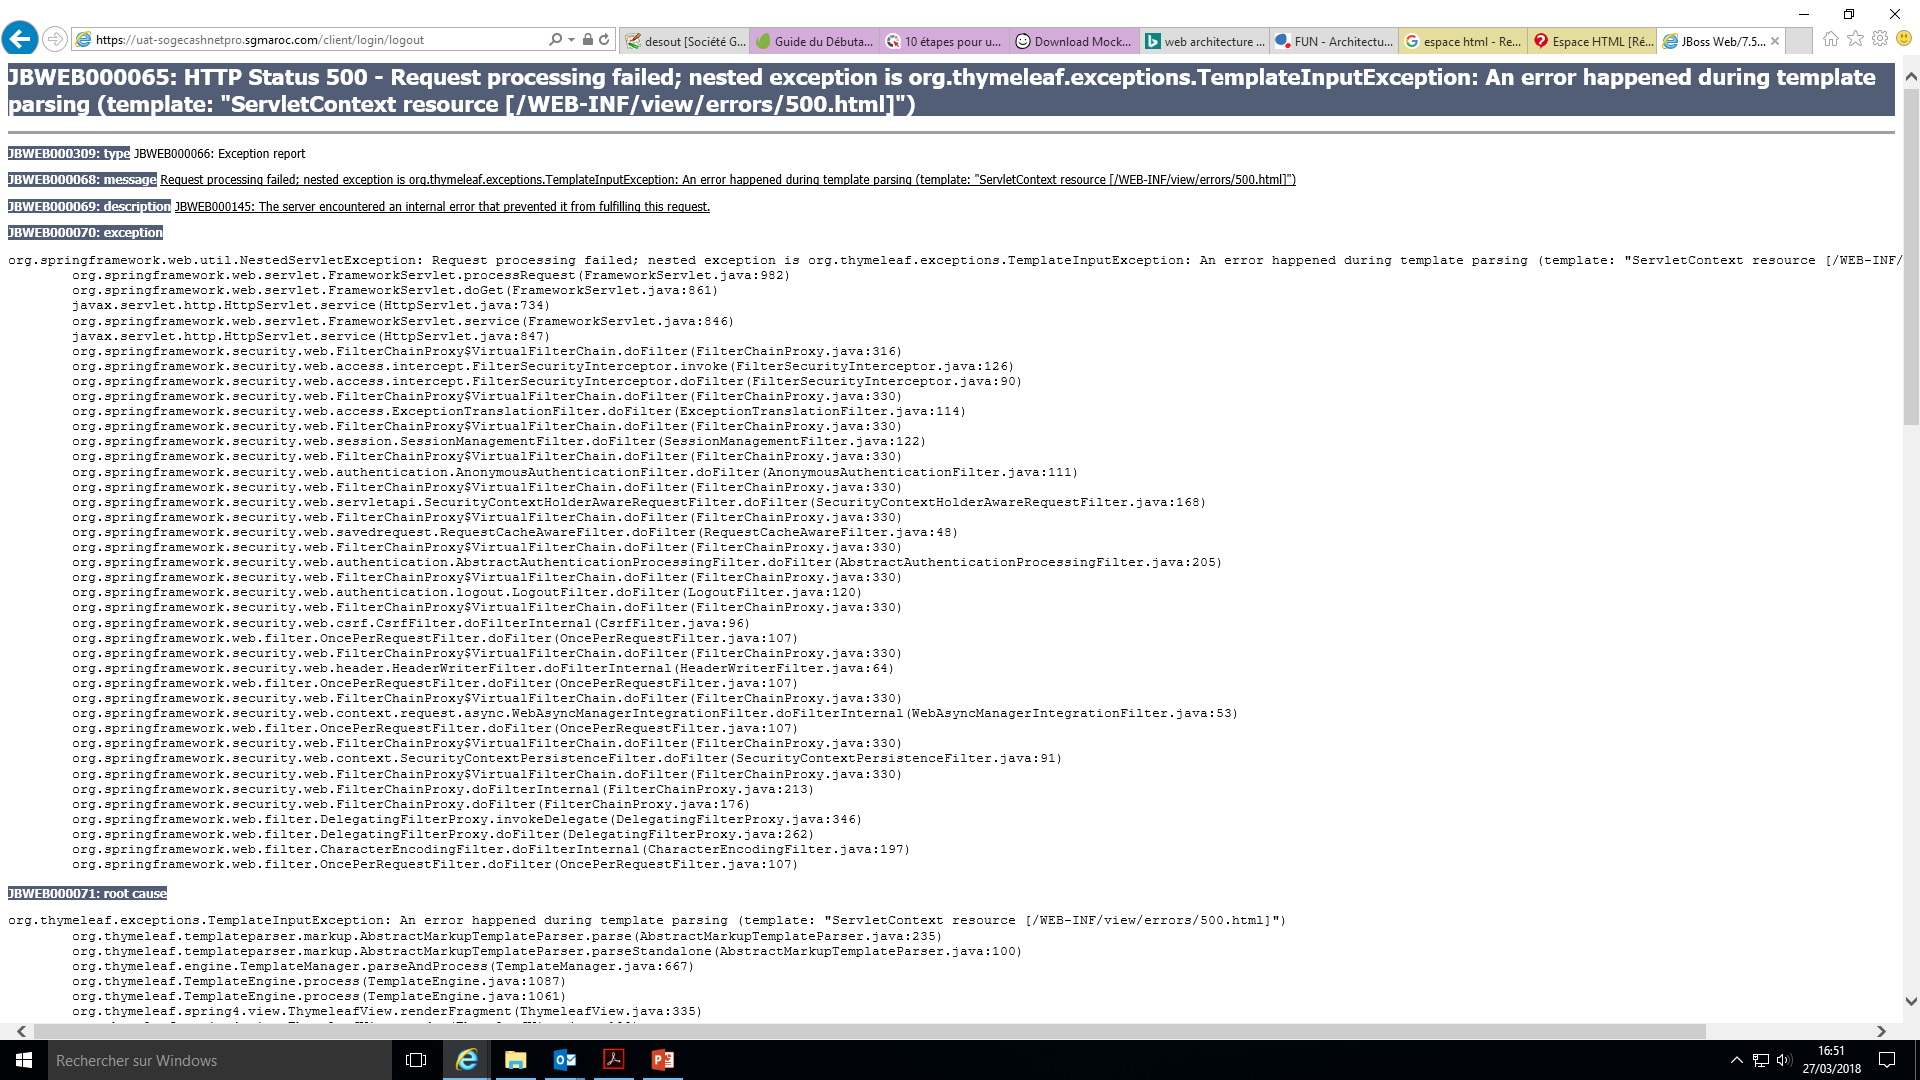 https://uat-sogecashnetpro.sgmaroc.com/client/login/logout
desout [Société G...
Guide du Débuta...
10 étapes pour u...
Download Mock...
web architecture ...
FUN - Architectu...
espace html - Re...
Espace HTML [Ré...
JBoss Web/7.5...
JBWEB000065: HTTP Status 500 - Request processing failed; nested exception is org.thymeleaf.exceptions.TemplateInputException: An error happened during template
parsing (template: "ServletContext resource [/WEB-INF/view/errors/500.html]")
JBWEB000309: type JBWEB000066: Exception report
JBWEB000068: message Request processing failed; nested exception is org.thymeleaf.exceptions.TemplateInputException: An error happened during template parsing (template: "ServletContext resource [/WEB-INF/view/errors/500.html]")
JBWEB000069: description JBWEB000145: The server encountered an internal error that prevented it from fulfilling this request.
JBWEB000070: exception
org.springframework.web.util.NestedServletException: Request processing failed; nested exception is org.thymeleaf.exceptions.TemplateInputException: An error happened during template parsing (template: "ServletContext resource [/WEB-INF/
org.springframework.web.servlet.FrameworkServlet.processRequest(FrameworkServlet.java:982)
org.springframework.web.servlet.FrameworkServlet.doGet(FrameworkServlet.java:861)
javax.servlet.http.HttpServlet.service(HttpServlet.java:734)
org.springframework.web.servlet.FrameworkServlet.service(FrameworkServlet.java:846)
javax.servlet.http.HttpServlet.service(HttpServlet.java:847)
org.springframework.security.web.FilterChainProxy$VirtualFilterChain.doFilter(FilterChainProxy.java:316)
org.springframework.security.web.access.intercept.FilterSecurityInterceptor.invoke(FilterSecurityInterceptor.java:126)
org.springframework.security.web.access.intercept.FilterSecurityInterceptor.doFilter(FilterSecurityInterceptor.java:90)
org.springframework.security.web.FilterChainProxy$VirtualFilterChain.doFilter(FilterChainProxy.java:330)
org.springframework.security.web.access.ExceptionTranslationFilter.doFilter(ExceptionTranslationFilter.java:114)
org.springframework.security.web.FilterChainProxy$VirtualFilterChain.doFilter(FilterChainProxy.java:330)
org.springframework.security.web.session.SessionManagementFilter.doFilter(SessionManagementFilter.java:122)
org.springframework.security.web.FilterChainProxy$VirtualFilterChain.doFilter(FilterChainProxy.java:330)
org.springframework.security.web.authentication.AnonymousAuthenticationFilter.doFilter(AnonymousAuthenticationFilter.java:111)
org.springframework.security.web.FilterChainProxy$VirtualFilterChain.doFilter(FilterChainProxy.java:330)
org.springframework.security.web.servletapi.SecurityContextHolderAwareRequestFilter.doFilter(SecurityContextHolderAwareRequestFilter.java:168)
org.springframework.security.web.FilterChainProxy$VirtualFilterChain.doFilter(FilterChainProxy.java:330)
org.springframework.security.web.savedrequest.RequestCacheAwareFilter.doFilter(RequestCacheAwareFilter.java:48)
org.springframework.security.web.FilterChainProxy$VirtualFilterChain.doFilter(FilterChainProxy.java:330)
org.springframework.security.web.authentication.AbstractAuthenticationProcessingFilter.doFilter(AbstractAuthenticationProcessingFilter.java:205)
org.springframework.security.web.FilterChainProxy$VirtualFilterChain.doFilter(FilterChainProxy.java:330)
org.springframework.security.web.authentication.logout.LogoutFilter.doFilter(LogoutFilter.java:120)
org.springframework.security.web.FilterChainProxy$VirtualFilterChain.doFilter(FilterChainProxy.java:330)
org.springframework.security.web.csrf.CsrfFilter.doFilterInternal(CsrfFilter.java:96)
org.springframework.web.filter.OncePerRequestFilter.doFilter(OncePerRequestFilter.java:107)
org.springframework.security.web.FilterChainProxy$VirtualFilterChain.doFilter(FilterChainProxy.java:330)
org.springframework.security.web.header.HeaderWriterFilter.doFilterInternal(HeaderWriterFilter.java:64)
org.springframework.web.filter.OncePerRequestFilter.doFilter(OncePerRequestFilter.java:107)
org.springframework.security.web.FilterChainProxy$VirtualFilterChain.doFilter(FilterChainProxy.java:330)
org.springframework.security.web.context.request.async.WebAsyncManagerIntegrationFilter.doFilterInternal(WebAsyncManagerIntegrationFilter.java:53)
org.springframework.web.filter.OncePerRequestFilter.doFilter(OncePerRequestFilter.java:107)
org.springframework.security.web.FilterChainProxy$VirtualFilterChain.doFilter(FilterChainProxy.java:330)
org.springframework.security.web.context.SecurityContextPersistenceFilter.doFilter(SecurityContextPersistenceFilter.java:91)
org.springframework.security.web.FilterChainProxy$VirtualFilterChain.doFilter(FilterChainProxy.java:330)
org.springframework.security.web.FilterChainProxy.doFilterInternal(FilterChainProxy.java:213)
org.springframework.security.web.FilterChainProxy.doFilter(FilterChainProxy.java:176)
org.springframework.web.filter.DelegatingFilterProxy.invokeDelegate(DelegatingFilterProxy.java:346)
org.springframework.web.filter.DelegatingFilterProxy.doFilter(DelegatingFilterProxy.java:262)
org.springframework.web.filter.CharacterEncodingFilter.doFilterInternal(CharacterEncodingFilter.java:197)
org.springframework.web.filter.OncePerRequestFilter.doFilter(OncePerRequestFilter.java:107)
JBWEB000071: root cause
org.thymeleaf.exceptions.TemplateInputException: An error happened during template parsing (template: "ServletContext resource [/WEB-INF/view/errors/500.html]")
org.thymeleaf.templateparser.markup.AbstractMarkupTemplateParser.parse(AbstractMarkupTemplateParser.java:235)
org.thymeleaf.templateparser.markup.AbstractMarkupTemplateParser.parseStandalone(AbstractMarkupTemplateParser.java:100)
org.thymeleaf.engine.TemplateManager.parseAndProcess(TemplateManager.java:667)
org.thymeleaf.TemplateEngine.process(TemplateEngine.java:1087)
org.thymeleaf.TemplateEngine.process(TemplateEngine.java:1061)
org.thymeleaf.spring4.view.ThymeleafView.renderFragment(ThymeleafView.java:335)
Rechercher sur Windows
16:51
27/03/2018